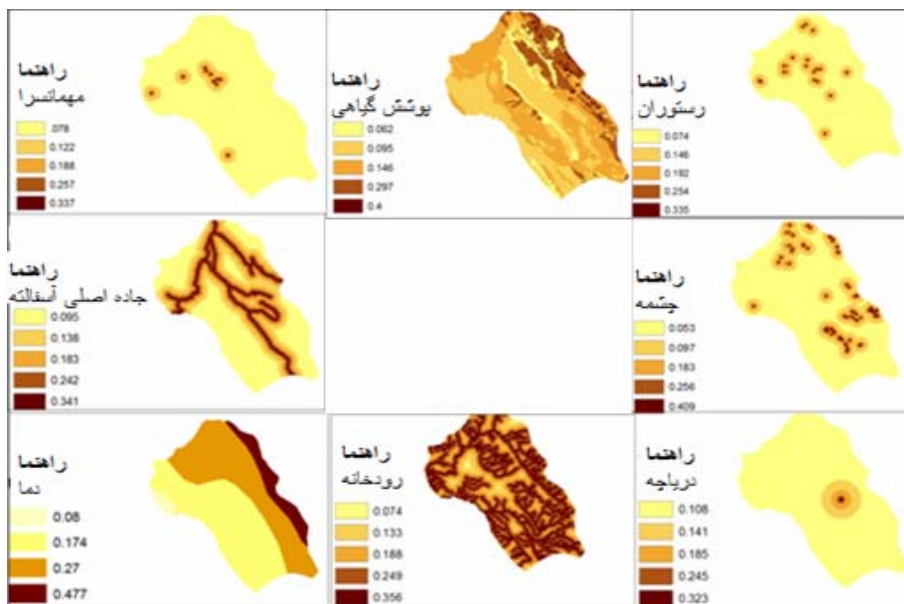 راهنما
مهمانسرا
.078
0.122
0.188
0.257
0.337
راهنما
پوشش گیاهی
0.062
0.095
0.146
0.297
0.4
راهنما
رستوران
0.074
0.146
0.192
0.254
0.335
راهنما
جاده اصلی آسفالته
0.095
0.138
0.183
0.242
0.341
راهنما
چشمه
0.053
0.097
0.183
0.256
0.409
راهنما
دما
0.08
0.174
0.27
0.477
راهنما
رودخانه
0.074
0.133
0.188
0.249
0.356
راهنما
دریاچه
0.108
0.141
0.185
0.245
0.323